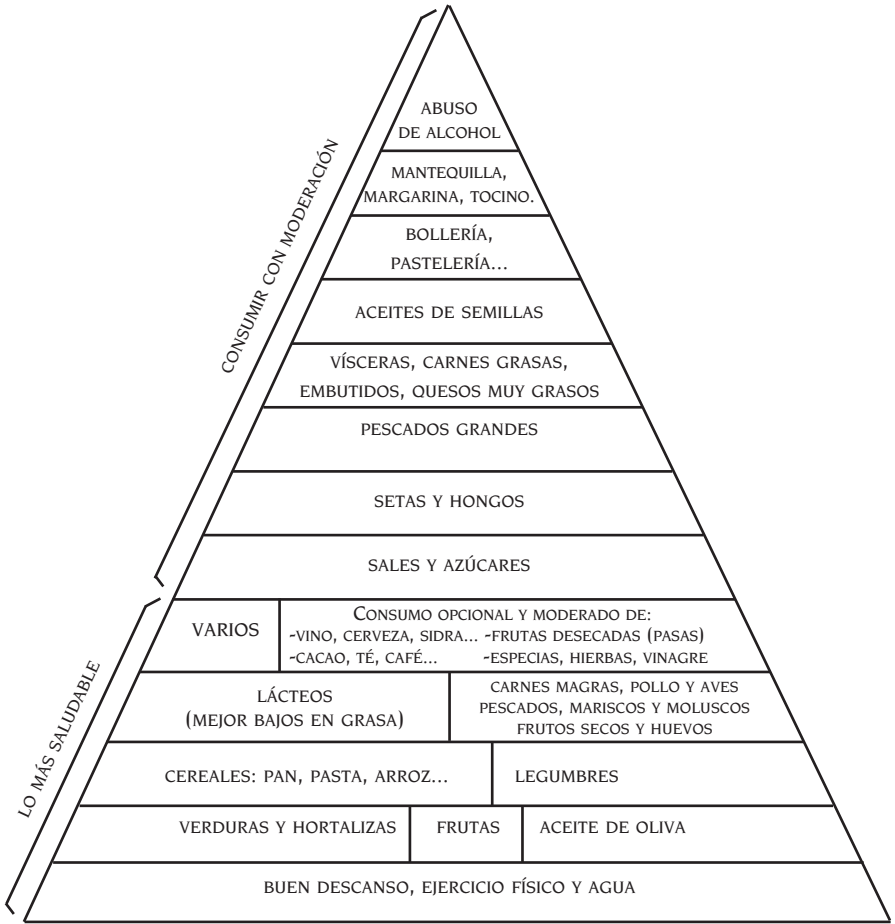 CONSUMIR CON MODERACIÓN
ABUSO
DE ALCOHOL
MANTEQUILLA,
MARGARINA, TOCINO.
BOLLERÍA,
PASTELERÍA...
ACEITES DE SEMILLAS
VÍSCERAS, CARNES GRASAS,
EMBUTIDOS, QUESOS MUY GRASOS
PESCADOS GRANDES
SETAS Y HONGOS
SALES Y AZÚCARES
LO MÁS SALUDABLE
VARIOS
CONSUMO OPCIONAL Y MODERADO DE:
-VINO, CERVEZA, SIDRA... -FRUTAS DESECADAS (PASAS)
-CACAO, TÉ, CAFÉ... -ESPECIAS, HIERBAS, VINAGRE
LÁCTEOS
(MEJOR BAJOS EN GRASA)
CARNES MAGRAS, POLLO Y AVES
PESCADOS, MARISCOS Y MOLUSCOS
FRUTOS SECOS Y HUEVOS
CEREALES: PAN, PASTA, ARROZ...
LEGUMBRES
VERDURAS Y HORTALIZAS
FRUTAS
ACEITE DE OLIVA
BUEN DESCANSO, EJERCICIO FÍSICO Y AGUA